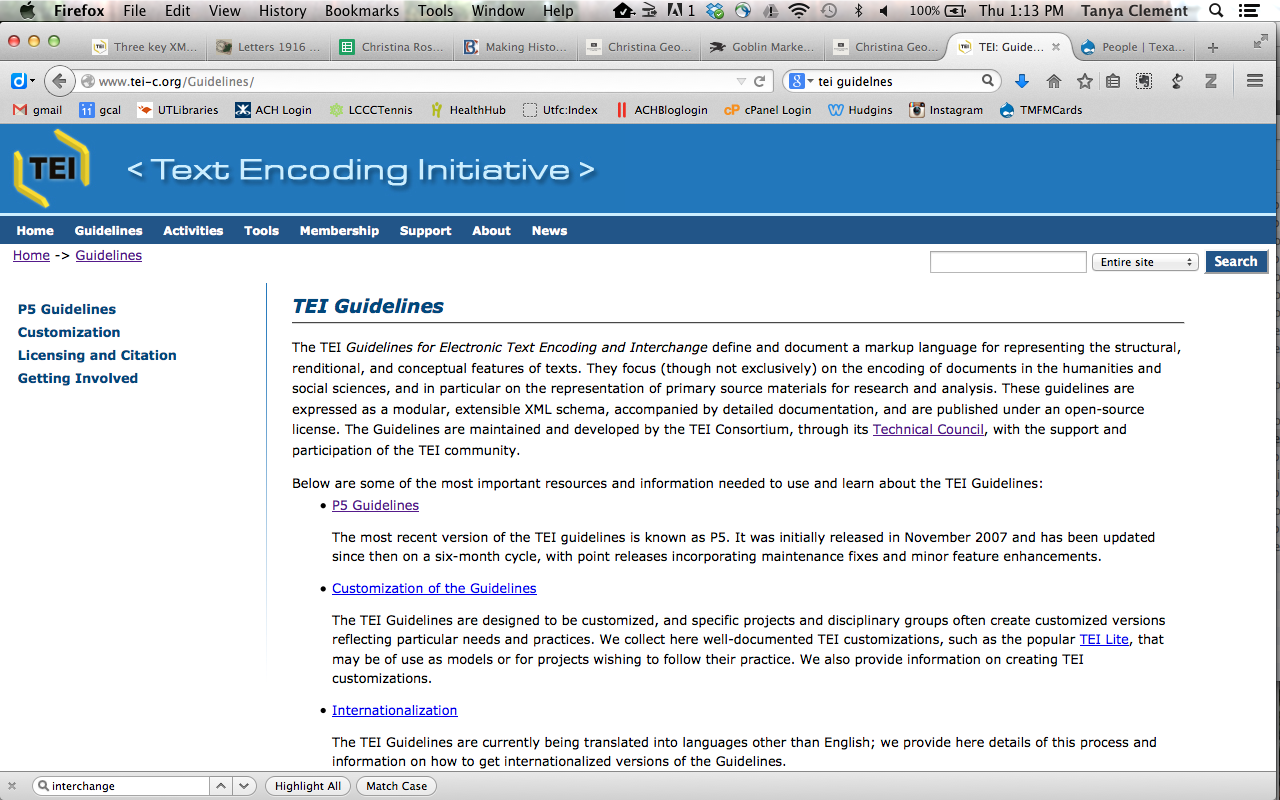 Firefox File Edit View History Bookmarks Tools Window Help 1 100% Thu 1:13 PM Tanya Clement
Three key XM... Letters 1916 ... Christina Ros... Making Histo... Christina Geo... Goblin Marke... Christina Geo... TEI: Guide... People | Texa...
www.tei-c.org/Guidelines/ tei guidelnes
gmail gcal UTLibraries ACH Login LCCCTennis HealthHub Utfc:Index ACHBloglogin cPanel Login Hudgins Instagram TMFMCards
TEI < Text Encoding Initiative >
Home Guidelines Activities Tools Membership Support About News
Home -> Guidelines
Entire site Search
P5 Guidelines
Customization
Licensing and Citation
Getting Involved
TEI Guidelines
The TEI Guidelines for Electronic Text Encoding and Interchange define and document a markup language for representing the structural,
renditional, and conceptual features of texts. They focus (though not exclusively) on the encoding of documents in the humanities and
social sciences, and in particular on the representation of primary source materials for research and analysis. These guidelines are
expressed as a modular, extensible XML schema, accompanied by detailed documentation, and are published under an open-source
license. The Guidelines are maintained and developed by the TEI Consortium, through its Technical Council, with the support and
participation of the TEI community.
Below are some of the most important resources and information needed to use and learn about the TEI Guidelines:
• P5 Guidelines
The most recent version of the TEI guidelines is known as P5. It was initially released in November 2007 and has been updated
since then on a six-month cycle, with point releases incorporating maintenance fixes and minor feature enhancements.
• Customization of the Guidelines
The TEI Guidelines are designed to be customized, and specific projects and disciplinary groups often create customized versions
reflecting particular needs and practices. We collect here well-documented TEI customizations, such as the popular TEI Lite, that
may be of use as models or for projects wishing to follow their practice. We also provide information on creating TEI
customizations.
• Internationalization
The TEI Guidelines are currently being translated into languages other than English; we provide here details of this process and
information on how to get internationalized versions of the Guidelines.
interchange Highlight All Match Case